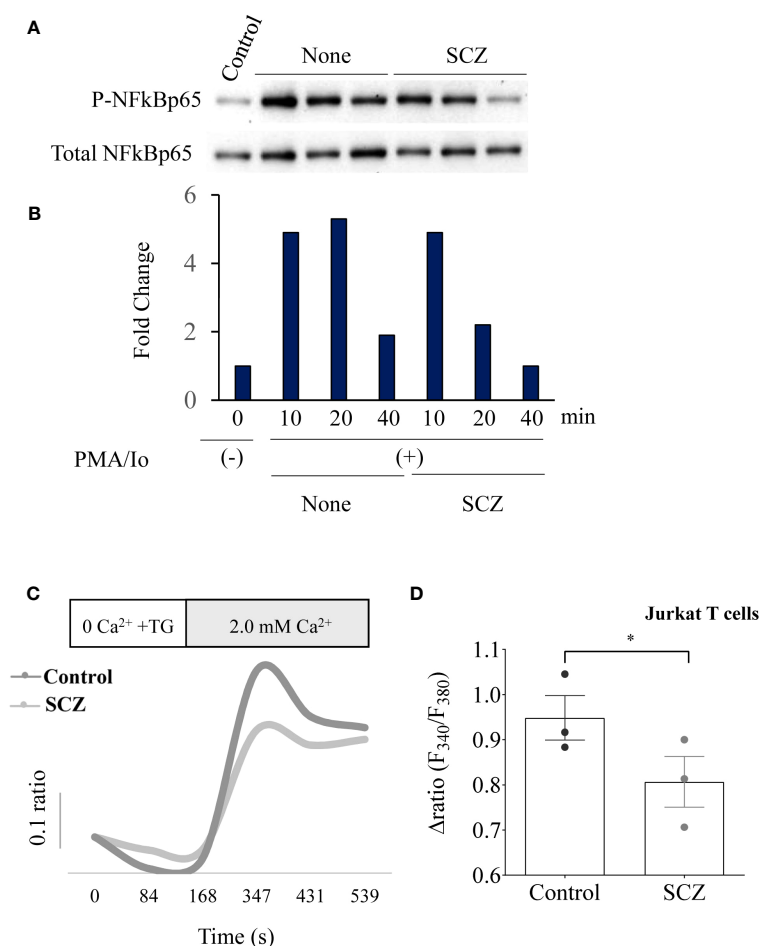 A
Control
None SCZ
P-NFkBp65
Total NFkBp65
B
Fold Change
6
4
2
0
0 10 20 40 10 20 40 min
PMA/Io (-) (+)
None SCZ
C
0 Ca²⁺ +TG 2.0 mM Ca²⁺
Control
SCZ
0.1 ratio
0 84 168 347 431 539
Time (s)
D
Jurkat T cells
*
Δratio (F₃₄₀/F₃₈₀)
1.1
1.0
0.9
0.8
0.7
0.6
Control SCZ